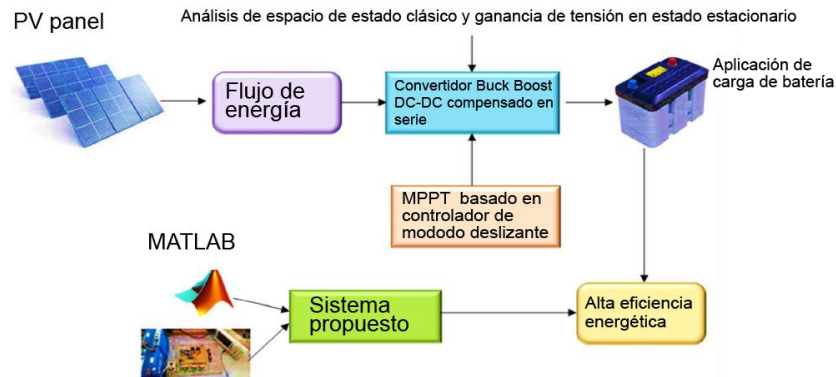 Análisis de espacio de estado clásico y ganancia de tensión en estado estacionario
PV panel
Flujo de
energía
Convertidor Buck Boost
DC-DC compensado en
serie
Aplicación de
carga de batería
MPPT basado en
controlador de
mododo deslizante
MATLAB
Sistema
propuesto
Alta eficiencia
energética